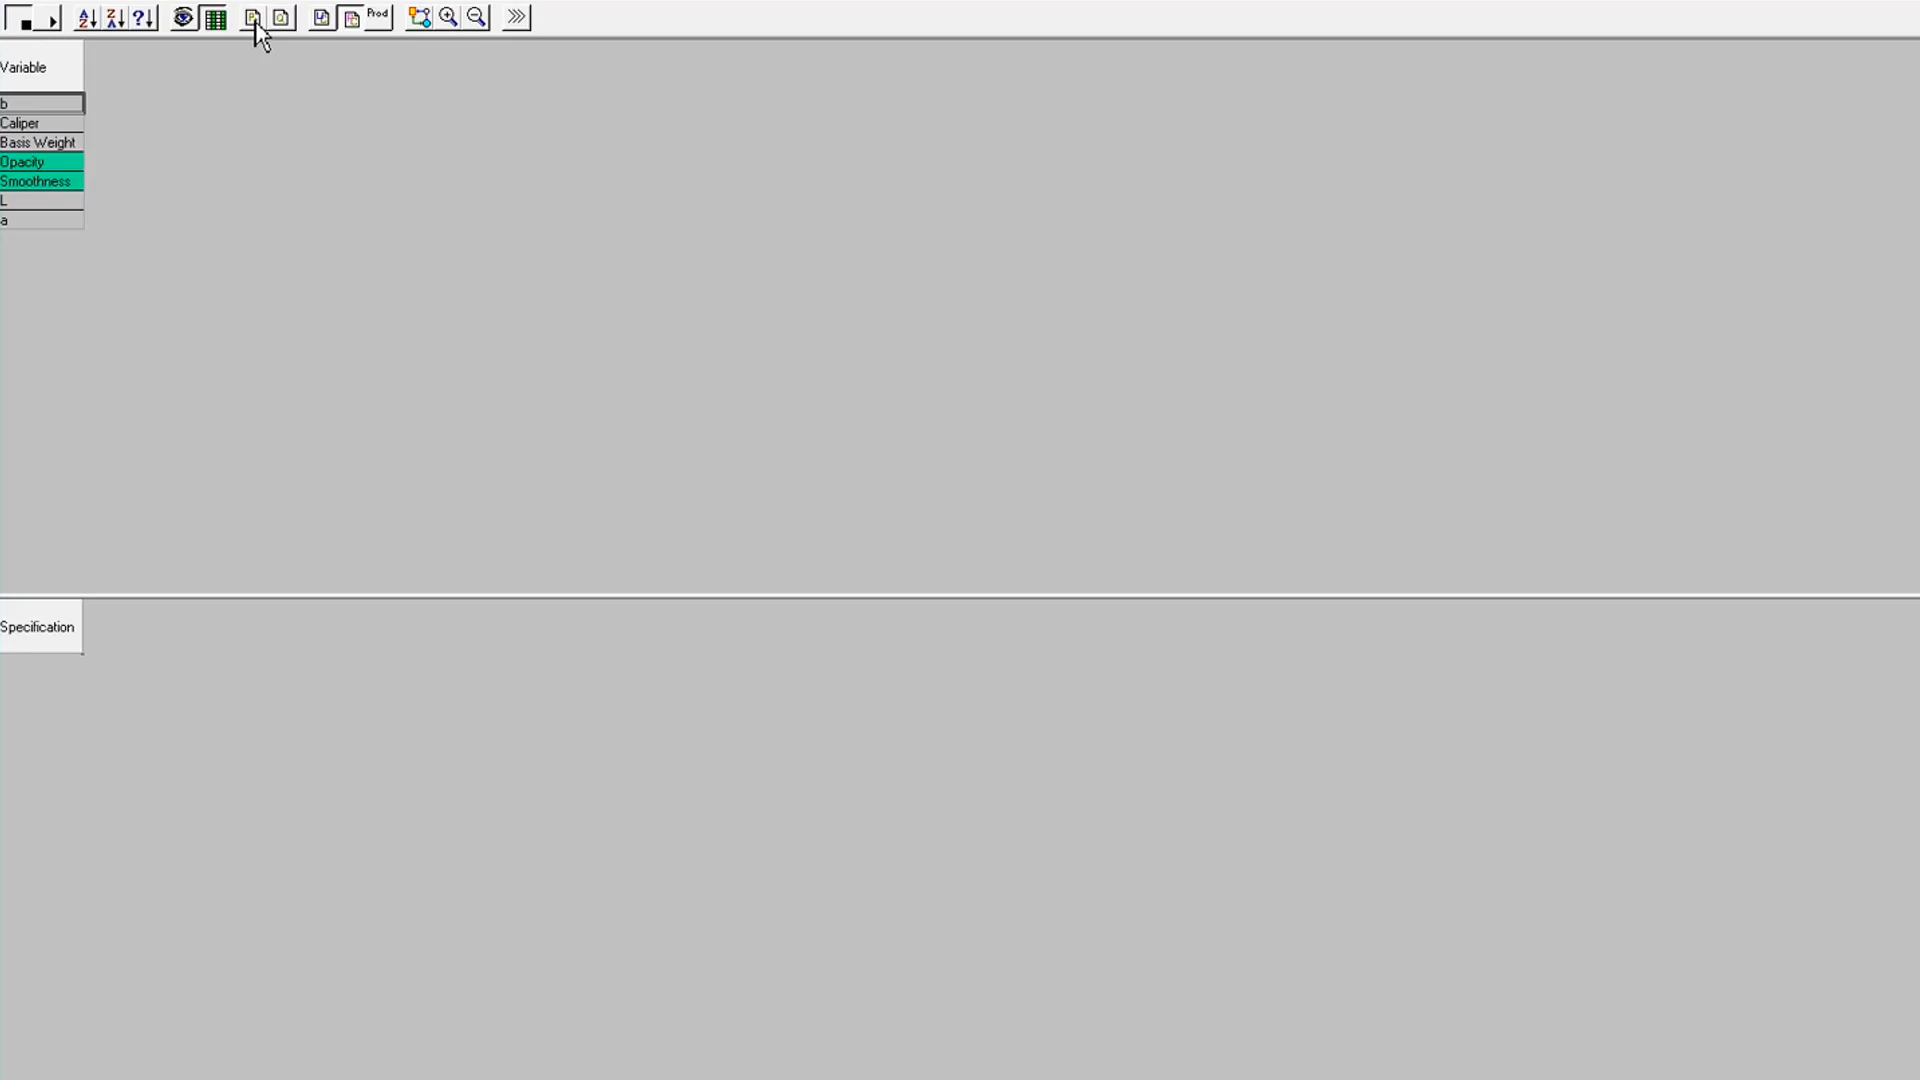 Prod
Variable
b
Caliper
Basis Weight
Opacity
Smoothness
L
a
Specification